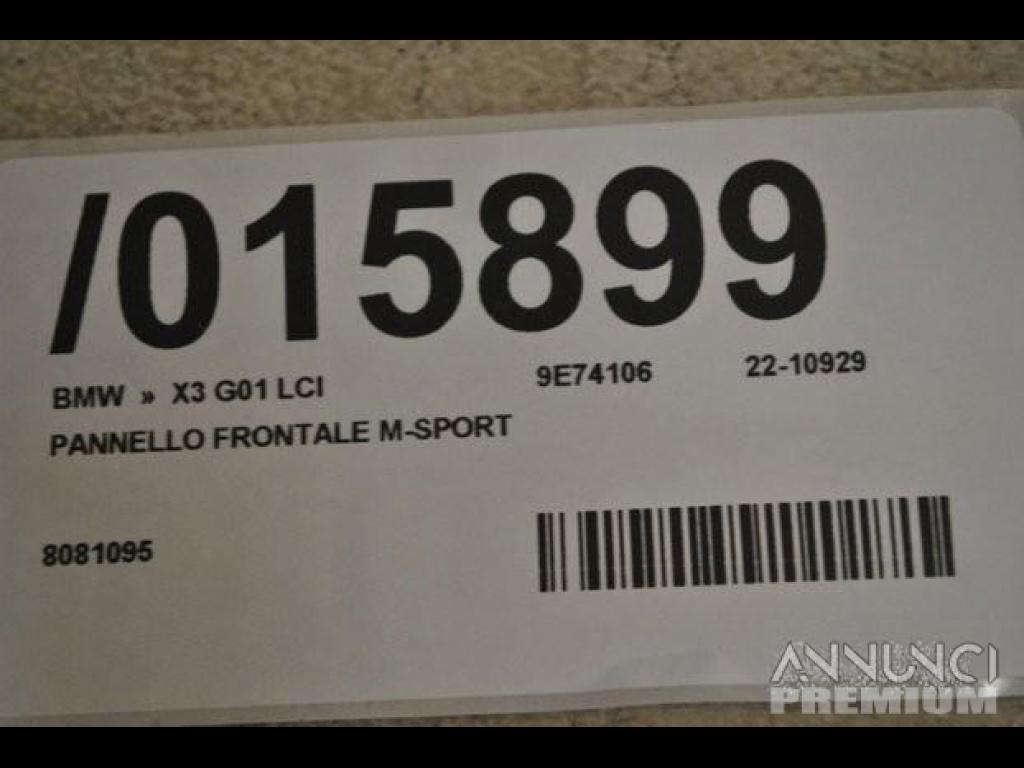 /015899
BMW » X3 G01 LCI 9E74106 22-10929
PANNELLO FRONTALE M-SPORT
8081095
ANNUNCI
PREMIUM